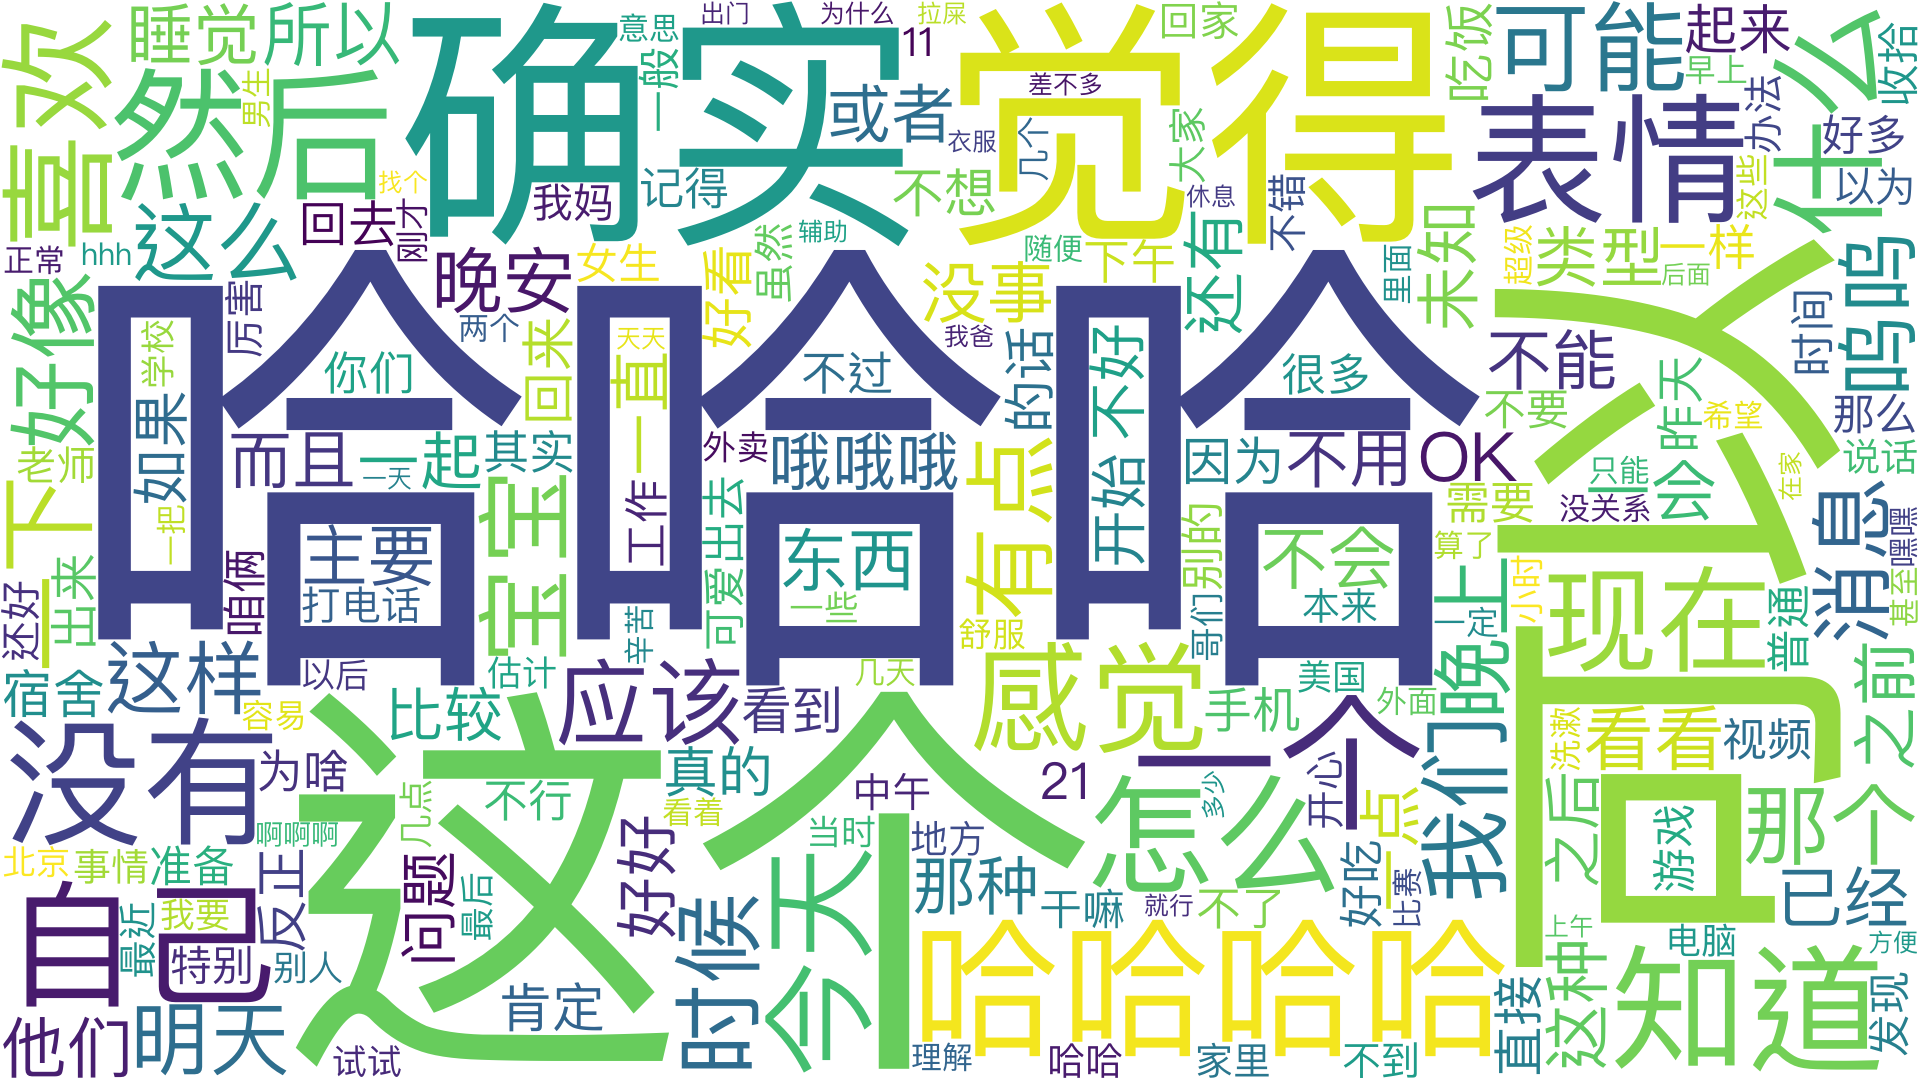 哈哈哈
这个
可可
确实
觉得
公司
哈哈哈哈
然后
喜欢
表情
什么
可能
知道
现在
自己
没有
今天
怎么
一个
感觉
应该
我们
那个
消息
呜呜
宝宝
有点
晚上
时候
明天
他们
这样
这么
好像
一下
睡觉
所以
或者
记得
不想
还有
未知
类型
一样
不能
不用
OK
因为
开始
不好
的话
没事
晚安
回去
我妈
刚才
女生
好看
虽然
辅助
随便
下午
不错
里面
大家
几个
衣服
差不多
休息
回家
吃饭
起来
早上
办法
好多
以为
这些
收拾
超级
后面
时间
那么
希望
昨天
不要
很多
说话
只能
在家
没关系
嘿嘿
甚至
需要
一会
算了
小时
一定
普通
之前
不会
本来
别的
哥们
美国
外面
手机
东西
一些
可爱
出去
舒服
几天
哦哦哦
外卖
工作
一直
天天
不过
我爸
回来
两个
你们
其实
一起
一天
而且
如果
学校
厉害
正常
hhh
老师
一把
出来
还好
咱俩
主要
打电话
辛苦
估计
以后
比较
看到
宿舍
容易
为啥
真的
不行
几点
啊啊啊
看着
中午
当时
地方
那种
21
开心
多少
一点
看看
视频
洗漱
之后
游戏
已经
好吃
比赛
就行
不了
干嘛
问题
最后
好好
北京
事情
准备
我要
反正
最近
特别
别人
肯定
试试
理解
哈哈
家里
不到
直接
这种
上午
电脑
方便
发现
意思
一般
11
出门
为什么
拉屎
男生
找个